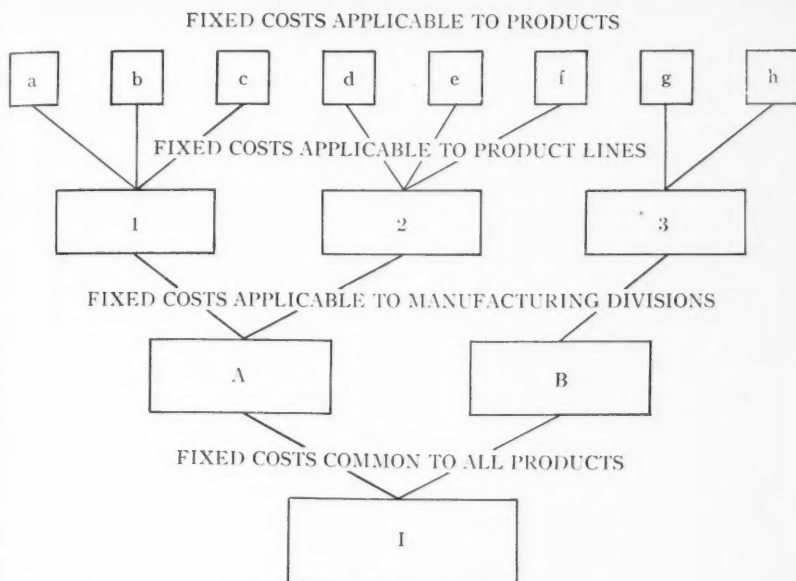 FIXED COSTS APPLICABLE TO PRODUCTS
a b c d e f g h
FIXED COSTS APPLICABLE TO PRODUCT LINES
1 2 3
FIXED COSTS APPLICABLE TO MANUFACTURING DIVISIONS
A B
FIXED COSTS COMMON TO ALL PRODUCTS
I